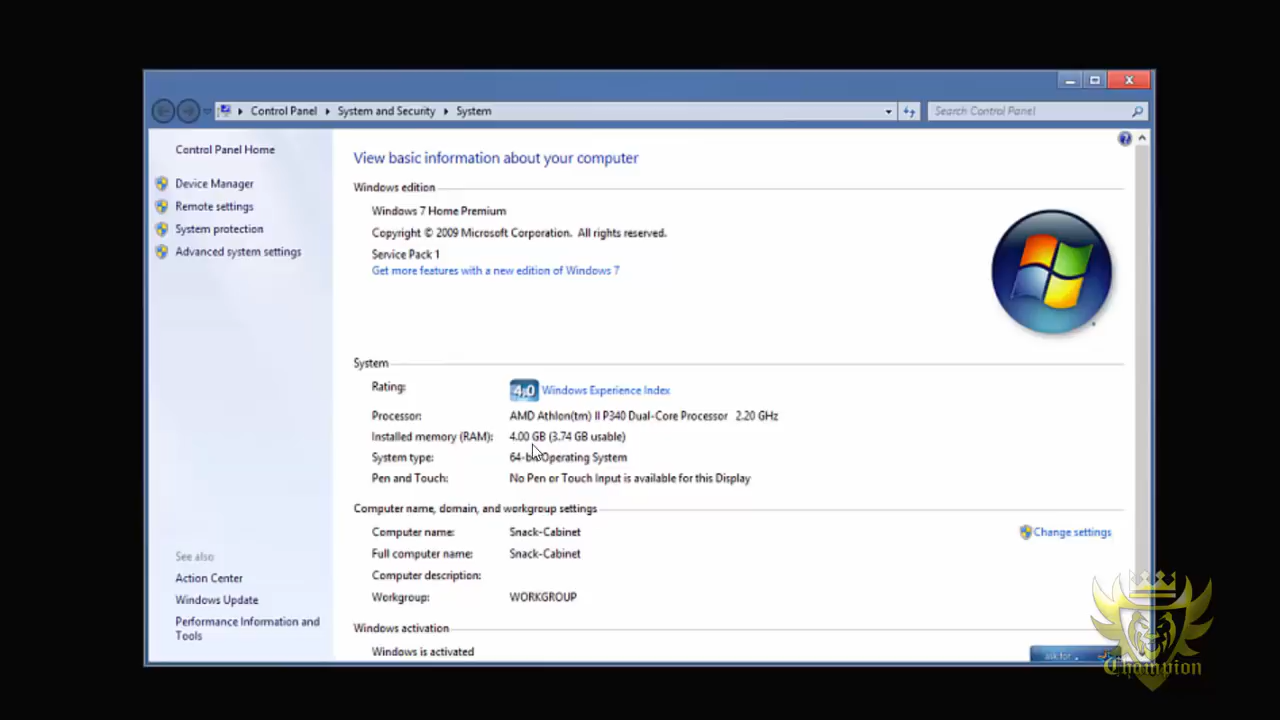 Control Panel
System and Security
System
Search Control Panel
Control Panel Home
Device Manager
Remote settings
System protection
Advanced system settings
See also
Action Center
Windows Update
Performance Information and
Tools
View basic information about your computer
Windows edition
Windows 7 Home Premium
Copyright © 2009 Microsoft Corporation. All rights reserved.
Service Pack 1
Get more features with a new edition of Windows 7
System
Rating: 4.0 Windows Experience Index
Processor: AMD Athlon(tm) II P340 Dual-Core Processor 2.20 GHz
Installed memory (RAM): 4.00 GB (3.74 GB usable)
System type: 64-bit Operating System
Pen and Touch: No Pen or Touch Input is available for this Display
Computer name, domain, and workgroup settings
Computer name: Snack-Cabinet
Change settings
Full computer name: Snack-Cabinet
Computer description:
Workgroup: WORKGROUP
Windows activation
Windows is activated
ask for
Champion